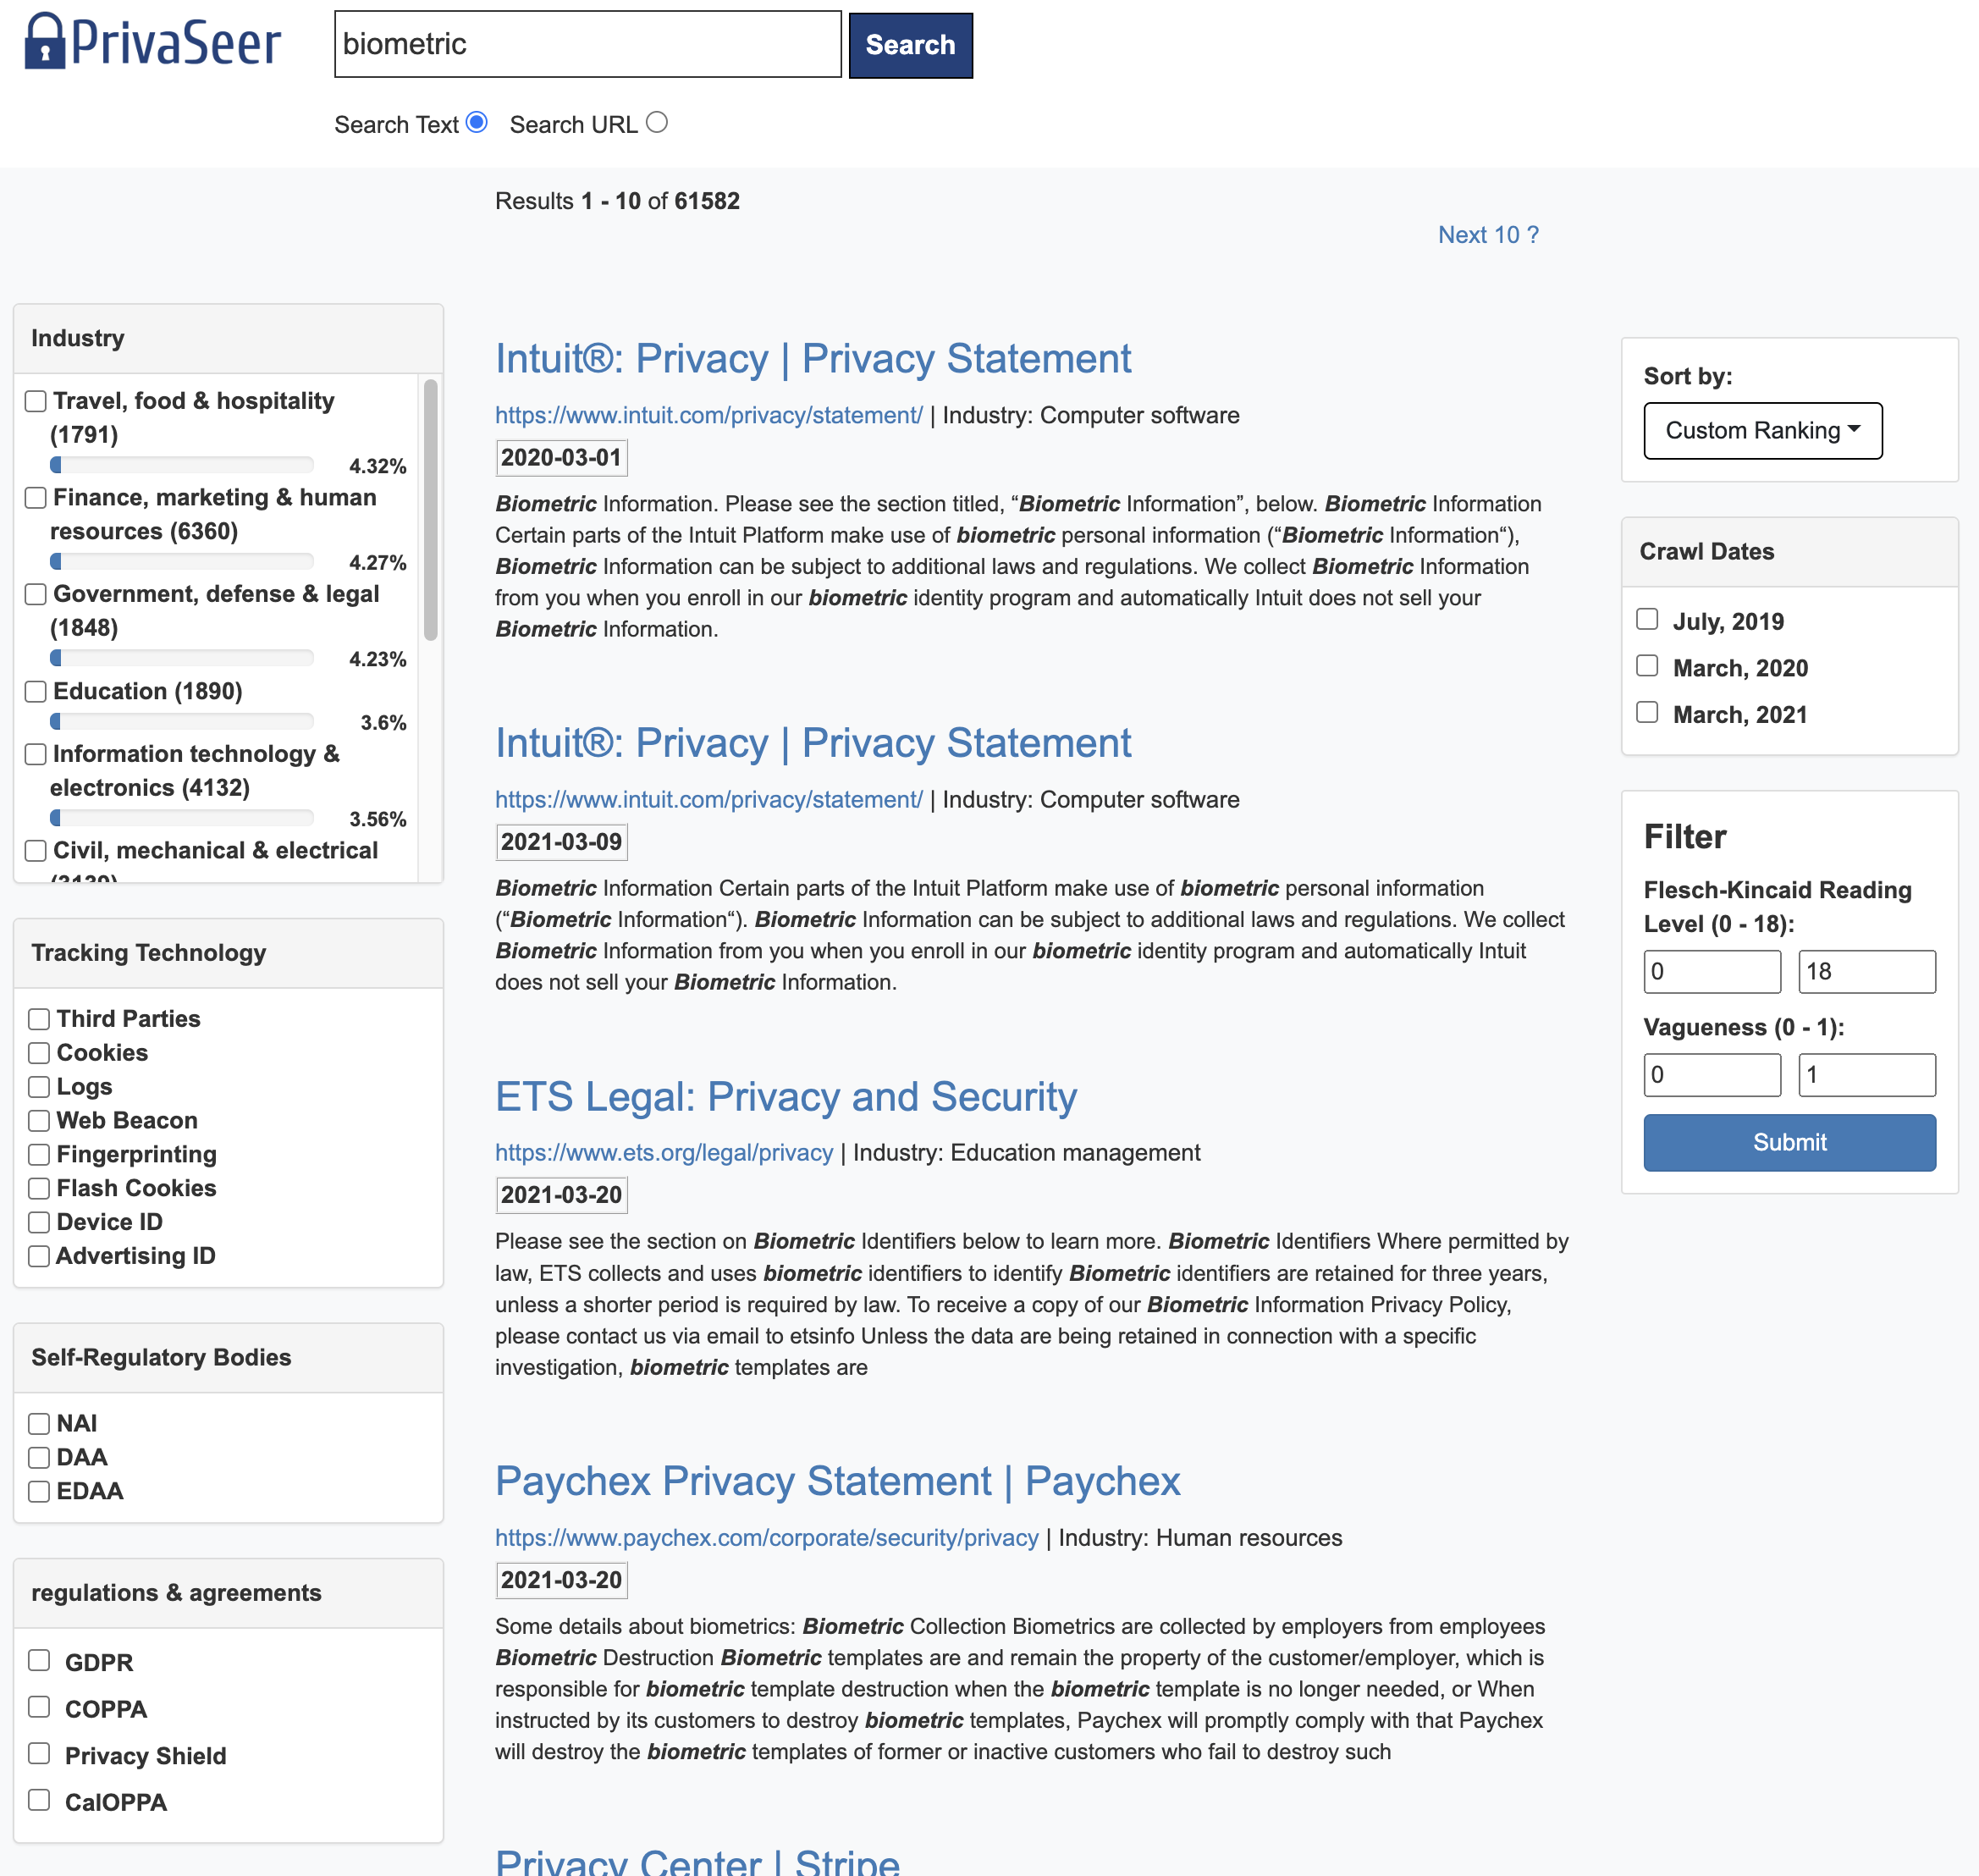 PrivaSeer
biometric
Search
Search Text
Search URL
Results 1 - 10 of 61582
Next 10 ?
Industry
Travel, food & hospitality
(1791)
4.32%
Finance, marketing & human
resources (6360)
4.27%
Government, defense & legal
(1848)
4.23%
Education (1890)
3.6%
Information technology &
electronics (4132)
3.56%
Civil, mechanical & electrical
(3139)
Tracking Technology
Third Parties
Cookies
Logs
Web Beacon
Fingerprinting
Flash Cookies
Device ID
Advertising ID
Self-Regulatory Bodies
NAI
DAA
EDAA
regulations & agreements
GDPR
COPPA
Privacy Shield
CalOPPA
Intuit®: Privacy | Privacy Statement
https://www.intuit.com/privacy/statement/ | Industry: Computer software
2020-03-01
Biometric Information. Please see the section titled, “Biometric Information”, below. Biometric Information
Certain parts of the Intuit Platform make use of biometric personal information (“Biometric Information“),
Biometric Information can be subject to additional laws and regulations. We collect Biometric Information
from you when you enroll in our biometric identity program and automatically Intuit does not sell your
Biometric Information.
Intuit®: Privacy | Privacy Statement
https://www.intuit.com/privacy/statement/ | Industry: Computer software
2021-03-09
Biometric Information Certain parts of the Intuit Platform make use of biometric personal information
(“Biometric Information“). Biometric Information can be subject to additional laws and regulations. We collect
Biometric Information from you when you enroll in our biometric identity program and automatically Intuit
does not sell your Biometric Information.
ETS Legal: Privacy and Security
https://www.ets.org/legal/privacy | Industry: Education management
2021-03-20
Please see the section on Biometric Identifiers below to learn more. Biometric Identifiers Where permitted by
law, ETS collects and uses biometric identifiers to identify Biometric identifiers are retained for three years,
unless a shorter period is required by law. To receive a copy of our Biometric Information Privacy Policy,
please contact us via email to etsinfo Unless the data are being retained in connection with a specific
investigation, biometric templates are
Paychex Privacy Statement | Paychex
https://www.paychex.com/corporate/security/privacy | Industry: Human resources
2021-03-20
Some details about biometrics: Biometric Collection Biometrics are collected by employers from employees
Biometric Destruction Biometric templates are and remain the property of the customer/employer, which is
responsible for biometric template destruction when the biometric template is no longer needed, or When
instructed by its customers to destroy biometric templates, Paychex will promptly comply with that Paychex
will destroy the biometric templates of former or inactive customers who fail to destroy such
Privacy Center | Stripe
Sort by:
Custom Ranking
Crawl Dates
July, 2019
March, 2020
March, 2021
Filter
Flesch-Kincaid Reading
Level (0 - 18):
0
18
Vagueness (0 - 1):
0
1
Submit